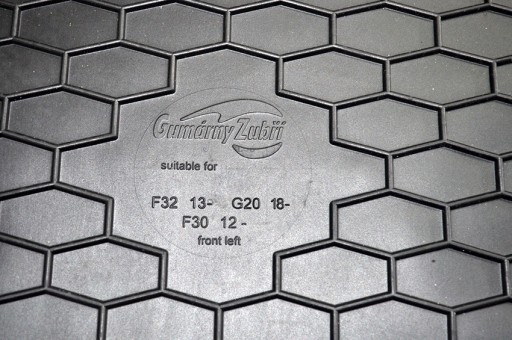 Gumárny Zubří
suitable for
F32 13- G20 18-
F30 12 -
front left